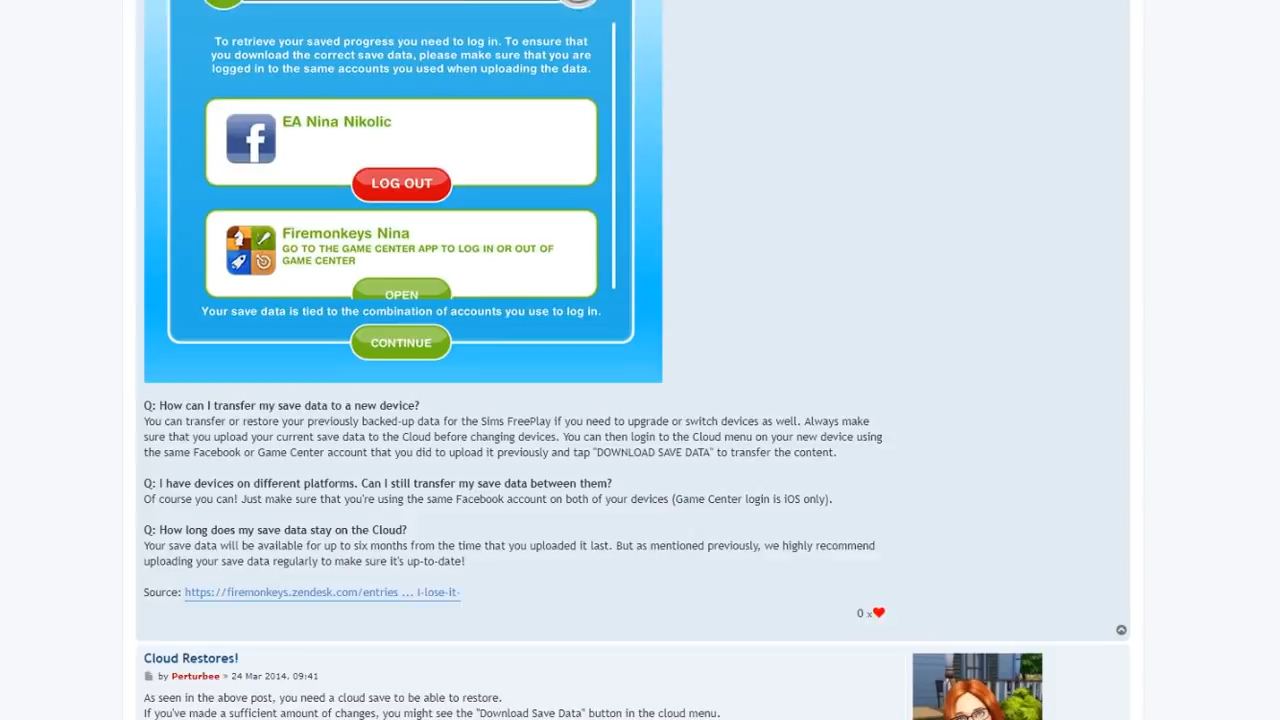 To retrieve your saved progress you need to log in. To ensure that
you download the correct save data, please make sure that you are
logged in to the same accounts you used when uploading the data.
EA Nina Nikolic
LOG OUT
Firemonkeys Nina
GO TO THE GAME CENTER APP TO LOG IN OR OUT OF
GAME CENTER
OPEN
Your save data is tied to the combination of accounts you use to log in.
CONTINUE
Q: How can I transfer my save data to a new device?
You can transfer or restore your previously backed-up data for the Sims FreePlay if you need to upgrade or switch devices as well. Always make
sure that you upload your current save data to the Cloud before changing devices. You can then login to the Cloud menu on your new device using
the same Facebook or Game Center account that you did to upload it previously and tap "DOWNLOAD SAVE DATA" to transfer the content.
Q: I have devices on different platforms. Can I still transfer my save data between them?
Of course you can! Just make sure that you're using the same Facebook account on both of your devices (Game Center login is iOS only).
Q: How long does my save data stay on the Cloud?
Your save data will be available for up to six months from the time that you uploaded it last. But as mentioned previously, we highly recommend
uploading your save data regularly to make sure it's up-to-date!
Source: https://firemonkeys.zendesk.com/entries ... I-lose-it-
0 x
Cloud Restores!
by Perturbee » 24 Mar 2014, 09:41
As seen in the above post, you need a cloud save to be able to restore.
If you've made a sufficient amount of changes, you might see the "Download Save Data" button in the cloud menu.